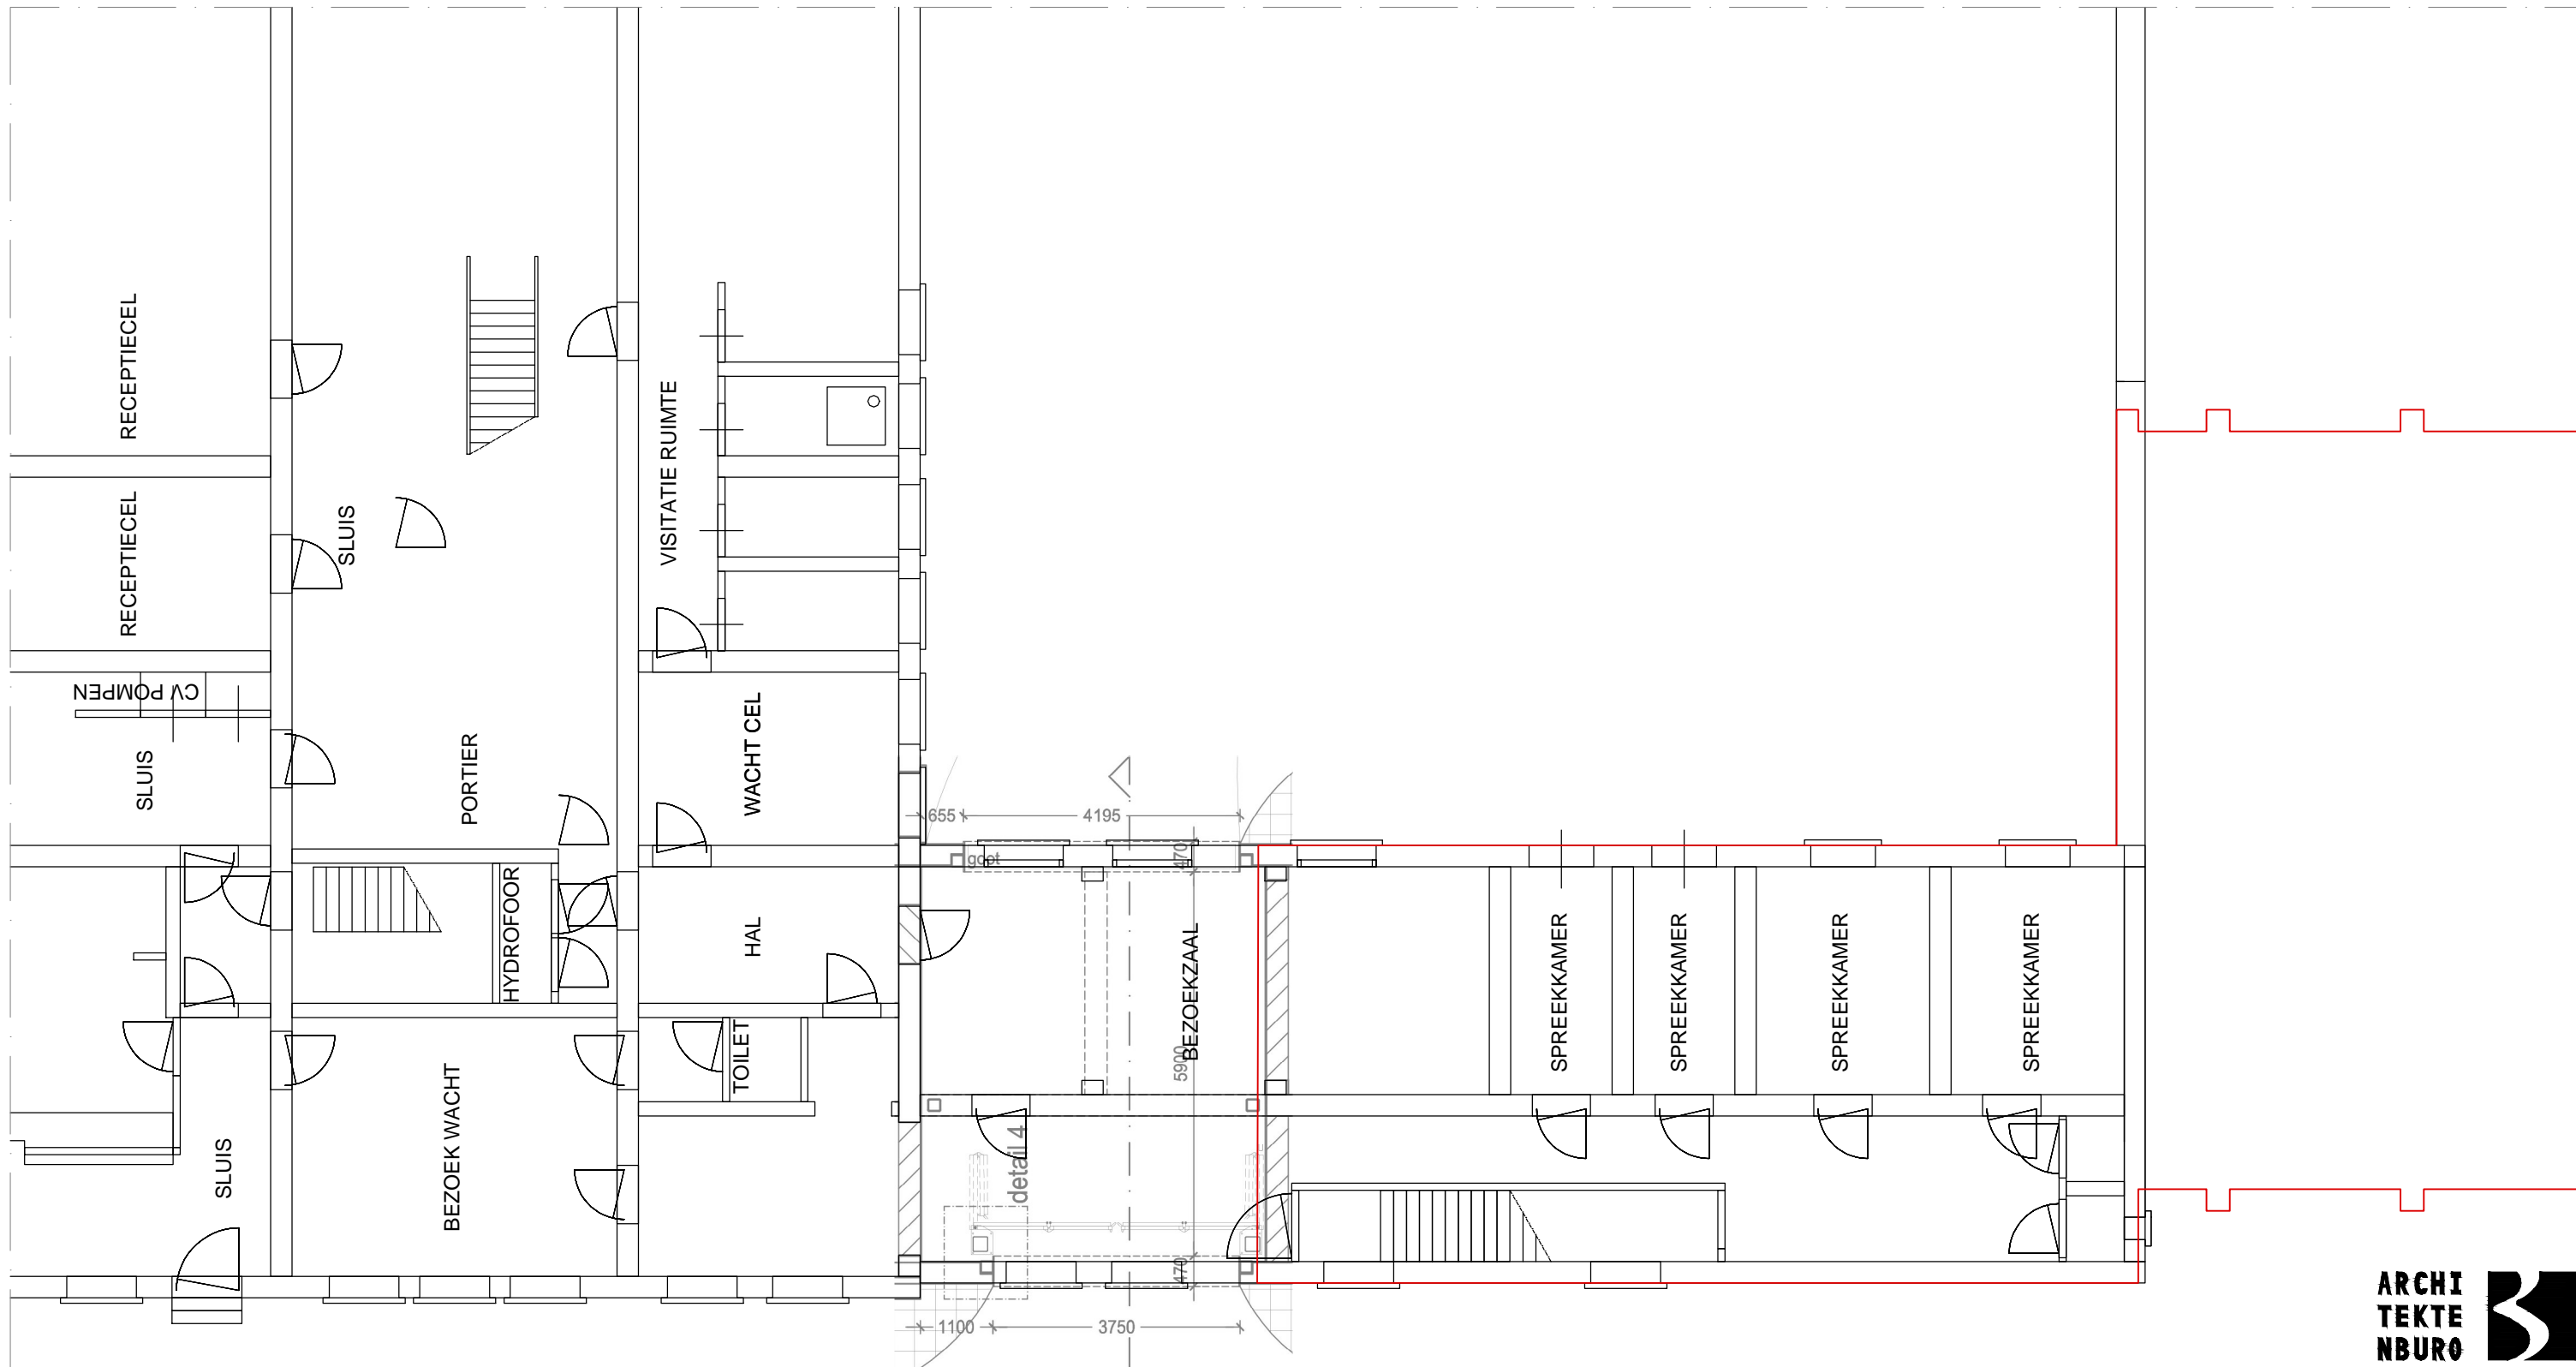 RECEPTIECEL
RECEPTIECEL
SLUIS
VISITATIE RUIMTE
CV POMPEN
SLUIS
PORTIER
WACHT CEL
655
4195
goot
470
HYDROFOOR
HAL
BEZOEKZAAL
SPREEKKAMER
SPREEKKAMER
SPREEKKAMER
SPREEKKAMER
5900
TOILET
BEZOEK WACHT
SLUIS
detail 4
470
1100
3750
ARCHI
TEKTE
NBURO